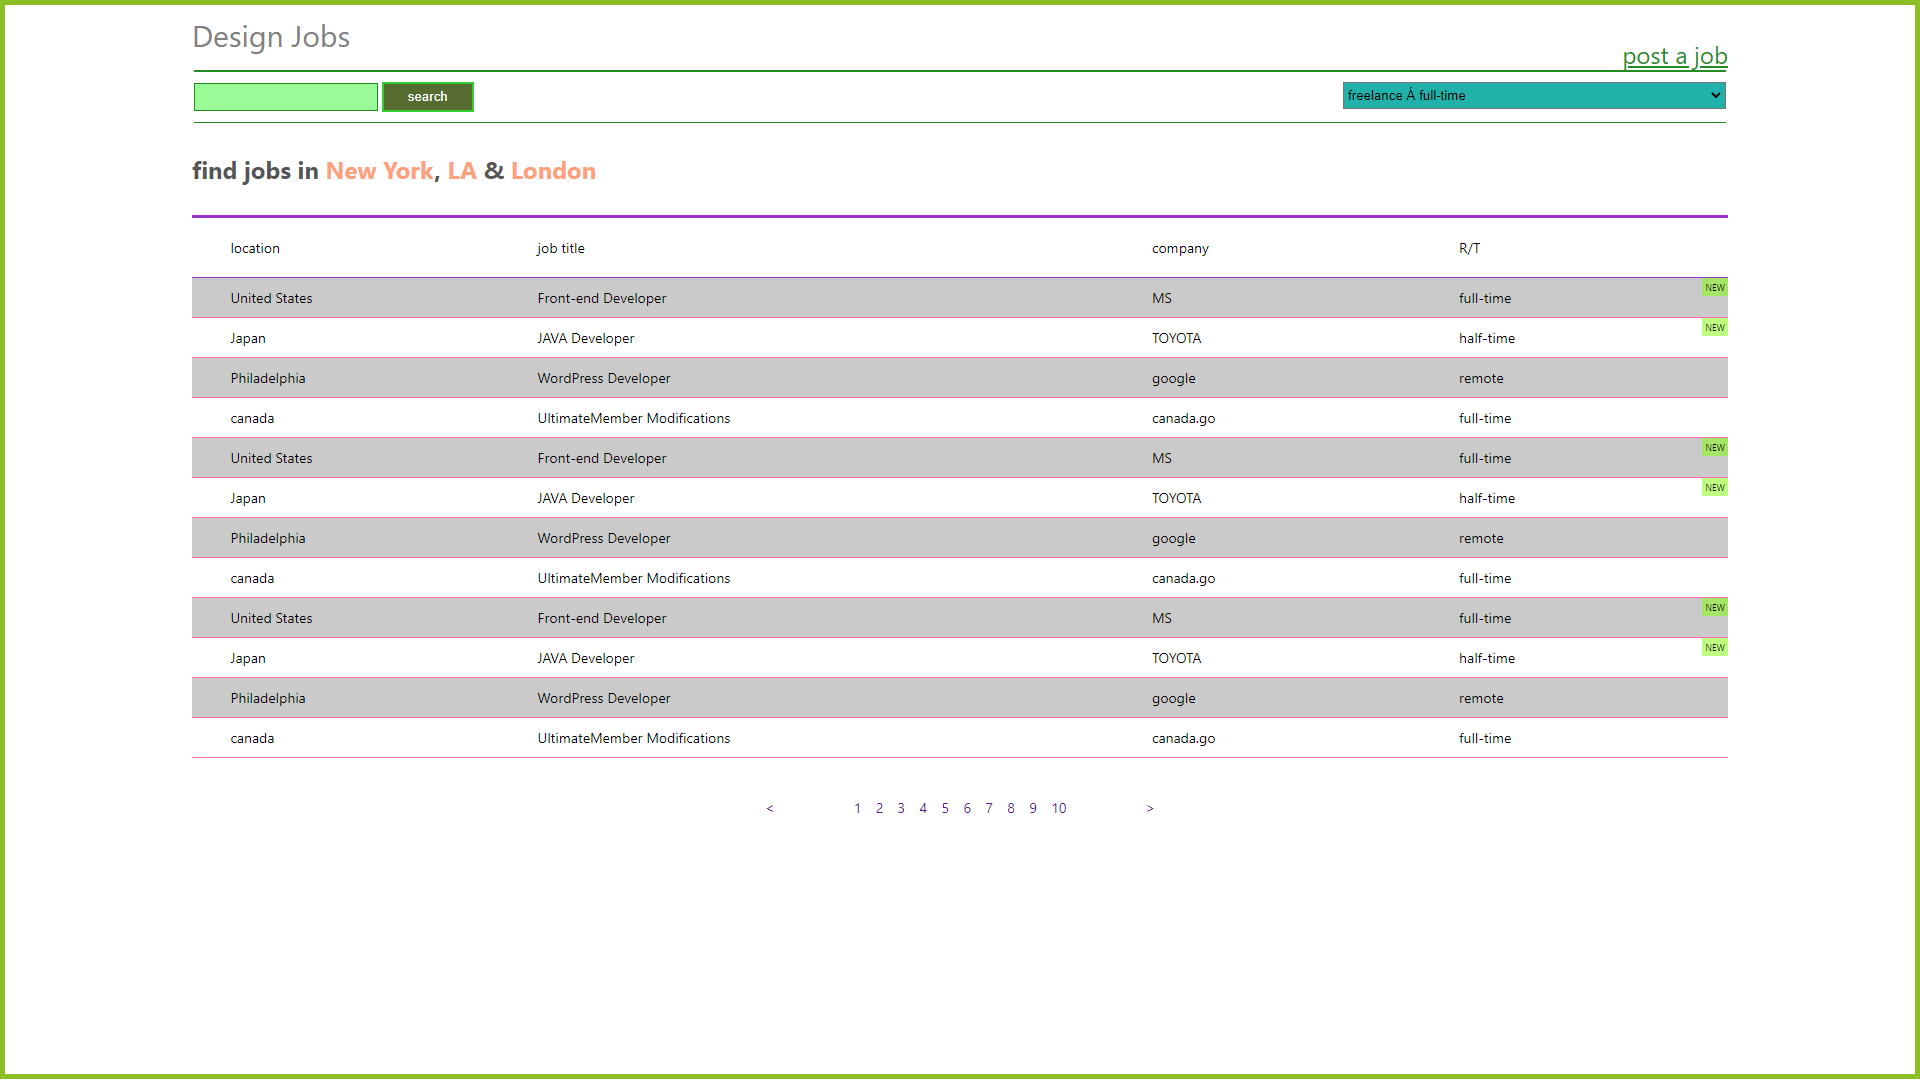 Design Jobs
post a job
search
freelance Á full-time
find jobs in New York, LA & London
location job title company R/T
United States Front-end Developer MS full-time NEW
Japan JAVA Developer TOYOTA half-time NEW
Philadelphia WordPress Developer google remote
canada UltimateMember Modifications canada.go full-time
United States Front-end Developer MS full-time NEW
Japan JAVA Developer TOYOTA half-time NEW
Philadelphia WordPress Developer google remote
canada UltimateMember Modifications canada.go full-time
United States Front-end Developer MS full-time NEW
Japan JAVA Developer TOYOTA half-time NEW
Philadelphia WordPress Developer google remote
canada UltimateMember Modifications canada.go full-time
< 1 2 3 4 5 6 7 8 9 10 >